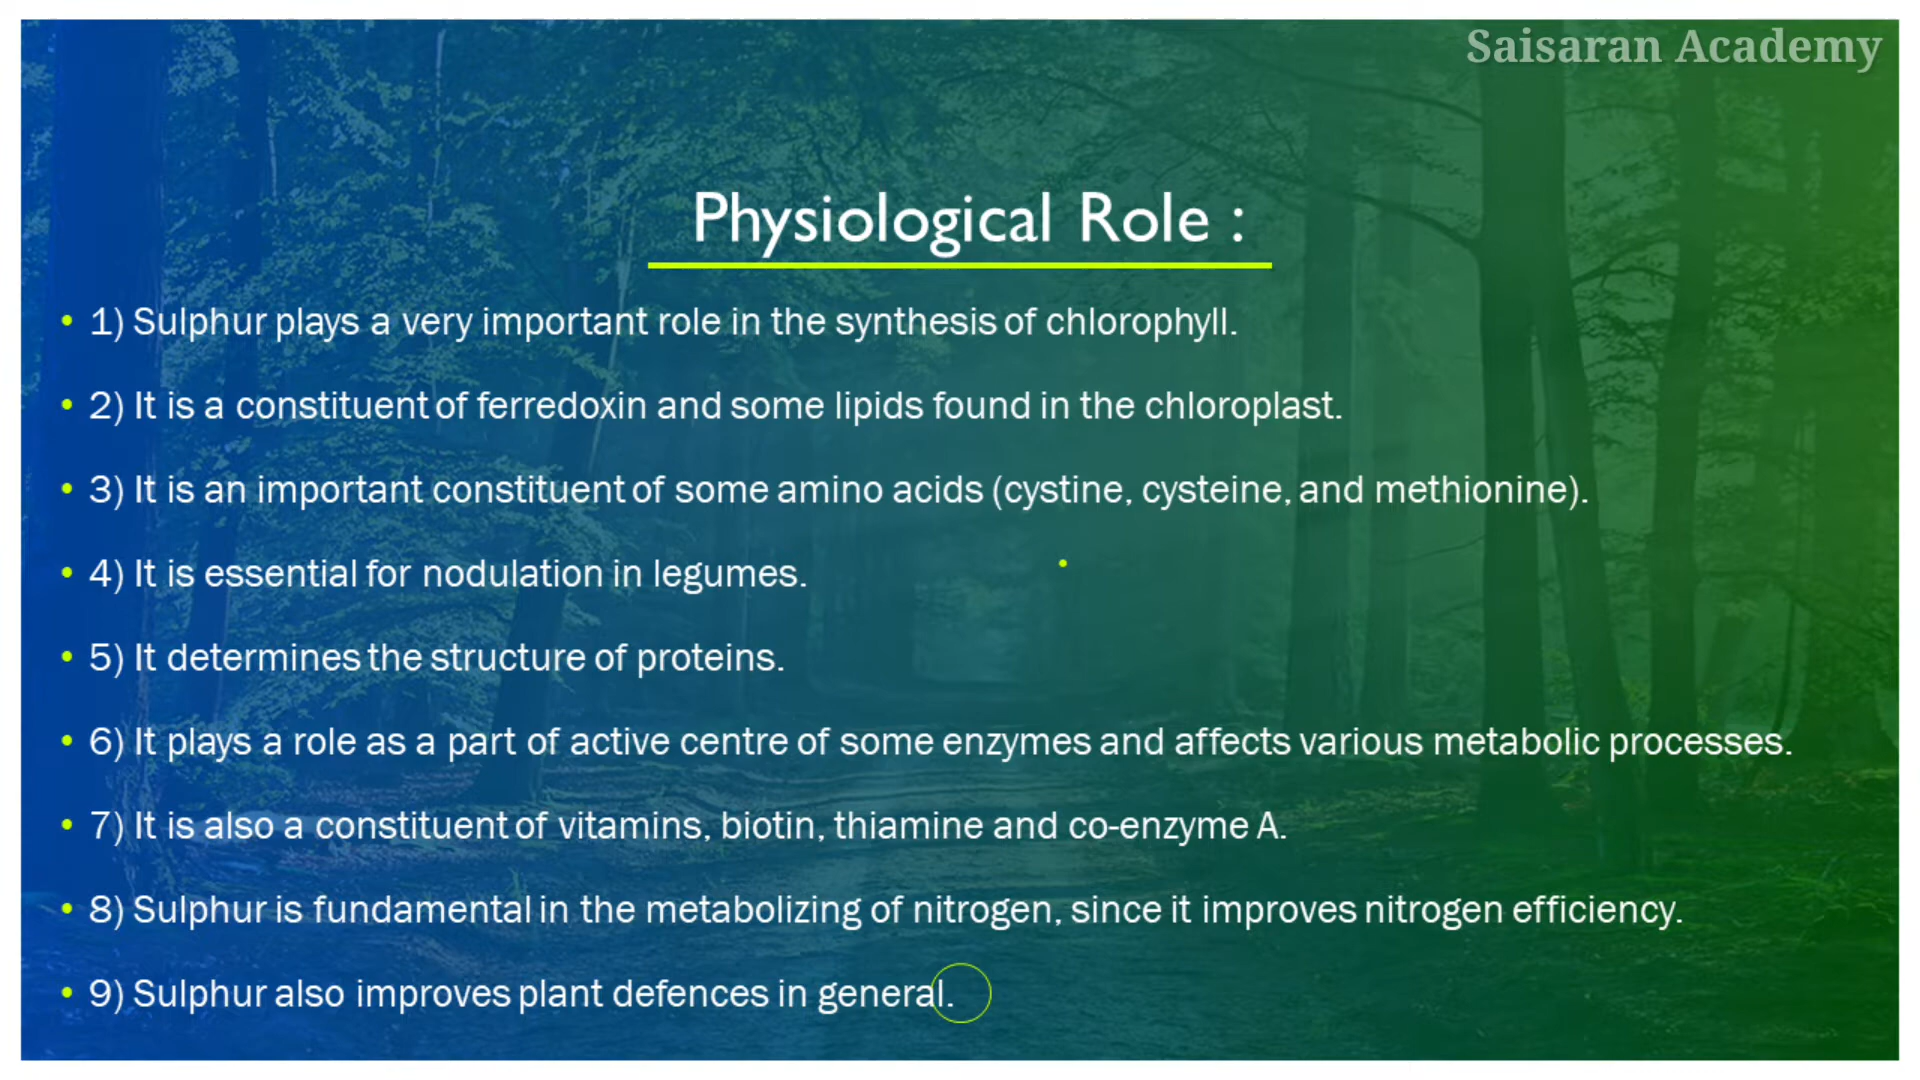 Saisaran Academy
Physiological Role :
• 1) Sulphur plays a very important role in the synthesis of chlorophyll.
• 2) It is a constituent of ferredoxin and some lipids found in the chloroplast.
• 3) It is an important constituent of some amino acids (cystine, cysteine, and methionine).
• 4) It is essential for nodulation in legumes.
• 5) It determines the structure of proteins.
• 6) It plays a role as a part of active centre of some enzymes and affects various metabolic processes.
• 7) It is also a constituent of vitamins, biotin, thiamine and co-enzyme A.
• 8) Sulphur is fundamental in the metabolizing of nitrogen, since it improves nitrogen efficiency.
• 9) Sulphur also improves plant defences in general.